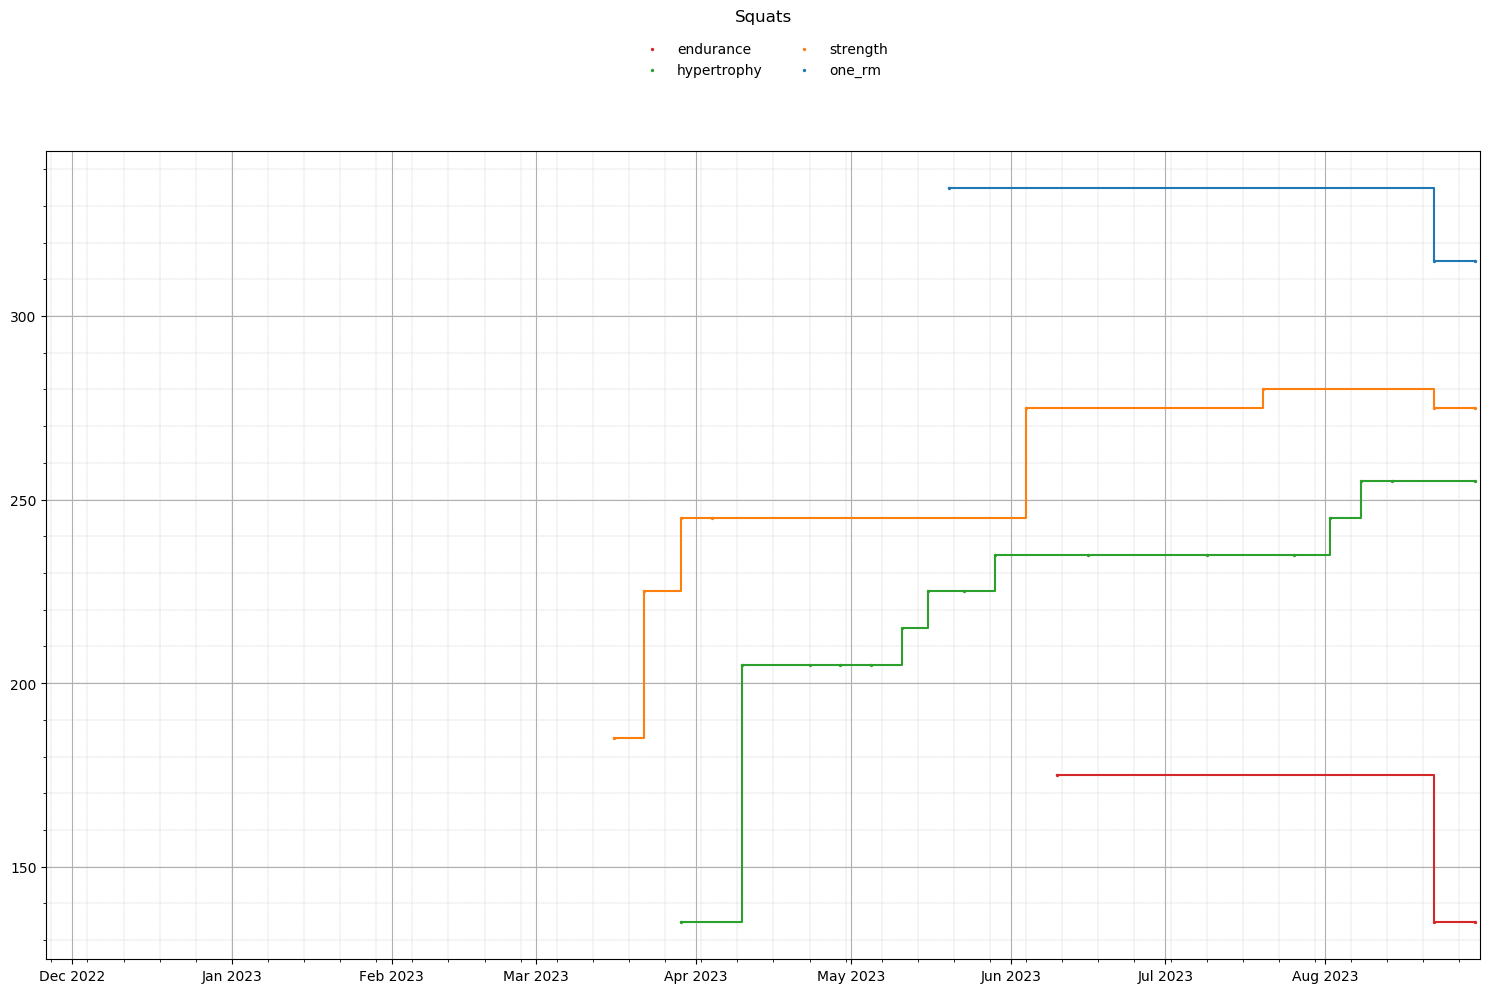 Squats
endurance strength
hypertrophy one_rm
300
250
200
150
Dec 2022 Jan 2023 Feb 2023 Mar 2023 Apr 2023 May 2023 Jun 2023 Jul 2023 Aug 2023